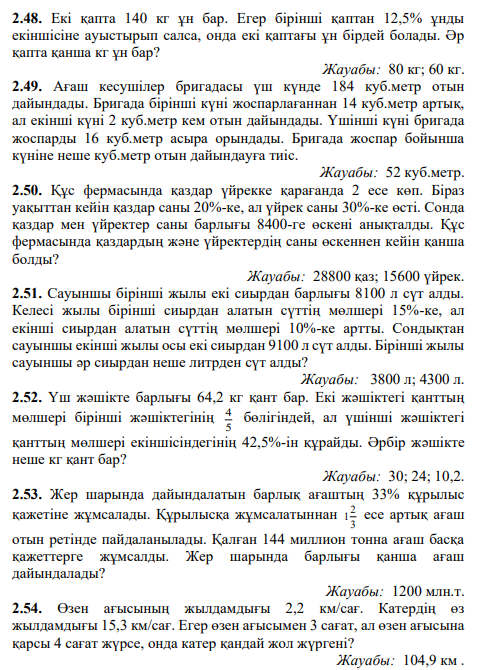 2.48. Екі қапта 140 кг ұн бар. Егер бірінші қаптан 12,5% ұнды
екіншісіне ауыстырып салса, онда екі қаптағы ұн бірдей болады. Әр
қапта қанша кг ұн бар?
Жауабы: 80 кг; 60 кг.
2.49. Ағаш кесушілер бригадасы үш күнде 184 куб.метр отын
дайындады. Бригада бірінші күні жоспарлағаннан 14 куб.метр артық,
ал екінші күні 2 куб.метр кем отын дайындады. Үшінші күні бригада
жоспарды 16 куб.метр асыра орындады. Бригада жоспар бойынша
күніне неше куб.метр отын дайындауға тиіс.
Жауабы: 52 куб.метр.
2.50. Құс фермасында қаздар үйрекке қарағанда 2 есе көп. Біраз
уақыттан кейін қаздар саны 20%-ке, ал үйрек саны 30%-ке өсті. Сонда
қаздар мен үйректер саны барлығы 8400-ге өскені анықталды. Құс
фермасында қаздардың және үйректердің саны өскеннен кейін қанша
болды?
Жауабы: 28800 қаз; 15600 үйрек.
2.51. Сауыншы бірінші жылы екі сиырдан барлығы 8100 л сүт алды.
Келесі жылы бірінші сиырдан алатын сүттің мөлшері 15%-ке, ал
екінші сиырдан алатын сүттің мөлшері 10%-ке артты. Сондықтан
сауыншы екінші жылы осы екі сиырдан 9100 л сүт алды. Бірінші жылы
сауыншы әр сиырдан неше литрден сүт алды?
Жауабы: 3800 л; 4300 л.
2.52. Үш жәшікте барлығы 64,2 кг қант бар. Екі жәшіктегі қанттың
мөлшері бірінші жәшіктегінің 4/5 бөлігіндей, ал үшінші жәшіктегі
қанттың мөлшері екіншісіндегінің 42,5%-ін құрайды. Әрбір жәшікте
неше кг қант бар?
Жауабы: 30; 24; 10,2.
2.53. Жер шарында дайындалатын барлық ағаштың 33% құрылыс
қажетіне жұмсалады. Құрылысқа жұмсалатыннан 1 2/3 есе артық ағаш
отын ретінде пайдаланылады. Қалған 144 миллион тонна ағаш басқа
қажеттерге жұмсалды. Жер шарында барлығы қанша ағаш
дайындалады?
Жауабы: 1200 млн.т.
2.54. Өзен ағысының жылдамдығы 2,2 км/сағ. Катердің өз
жылдамдығы 15,3 км/сағ. Егер өзен ағысымен 3 сағат, ал өзен ағысына
қарсы 4 сағат жүрсе, онда катер қандай жол жүргені?
Жауабы: 104,9 км .